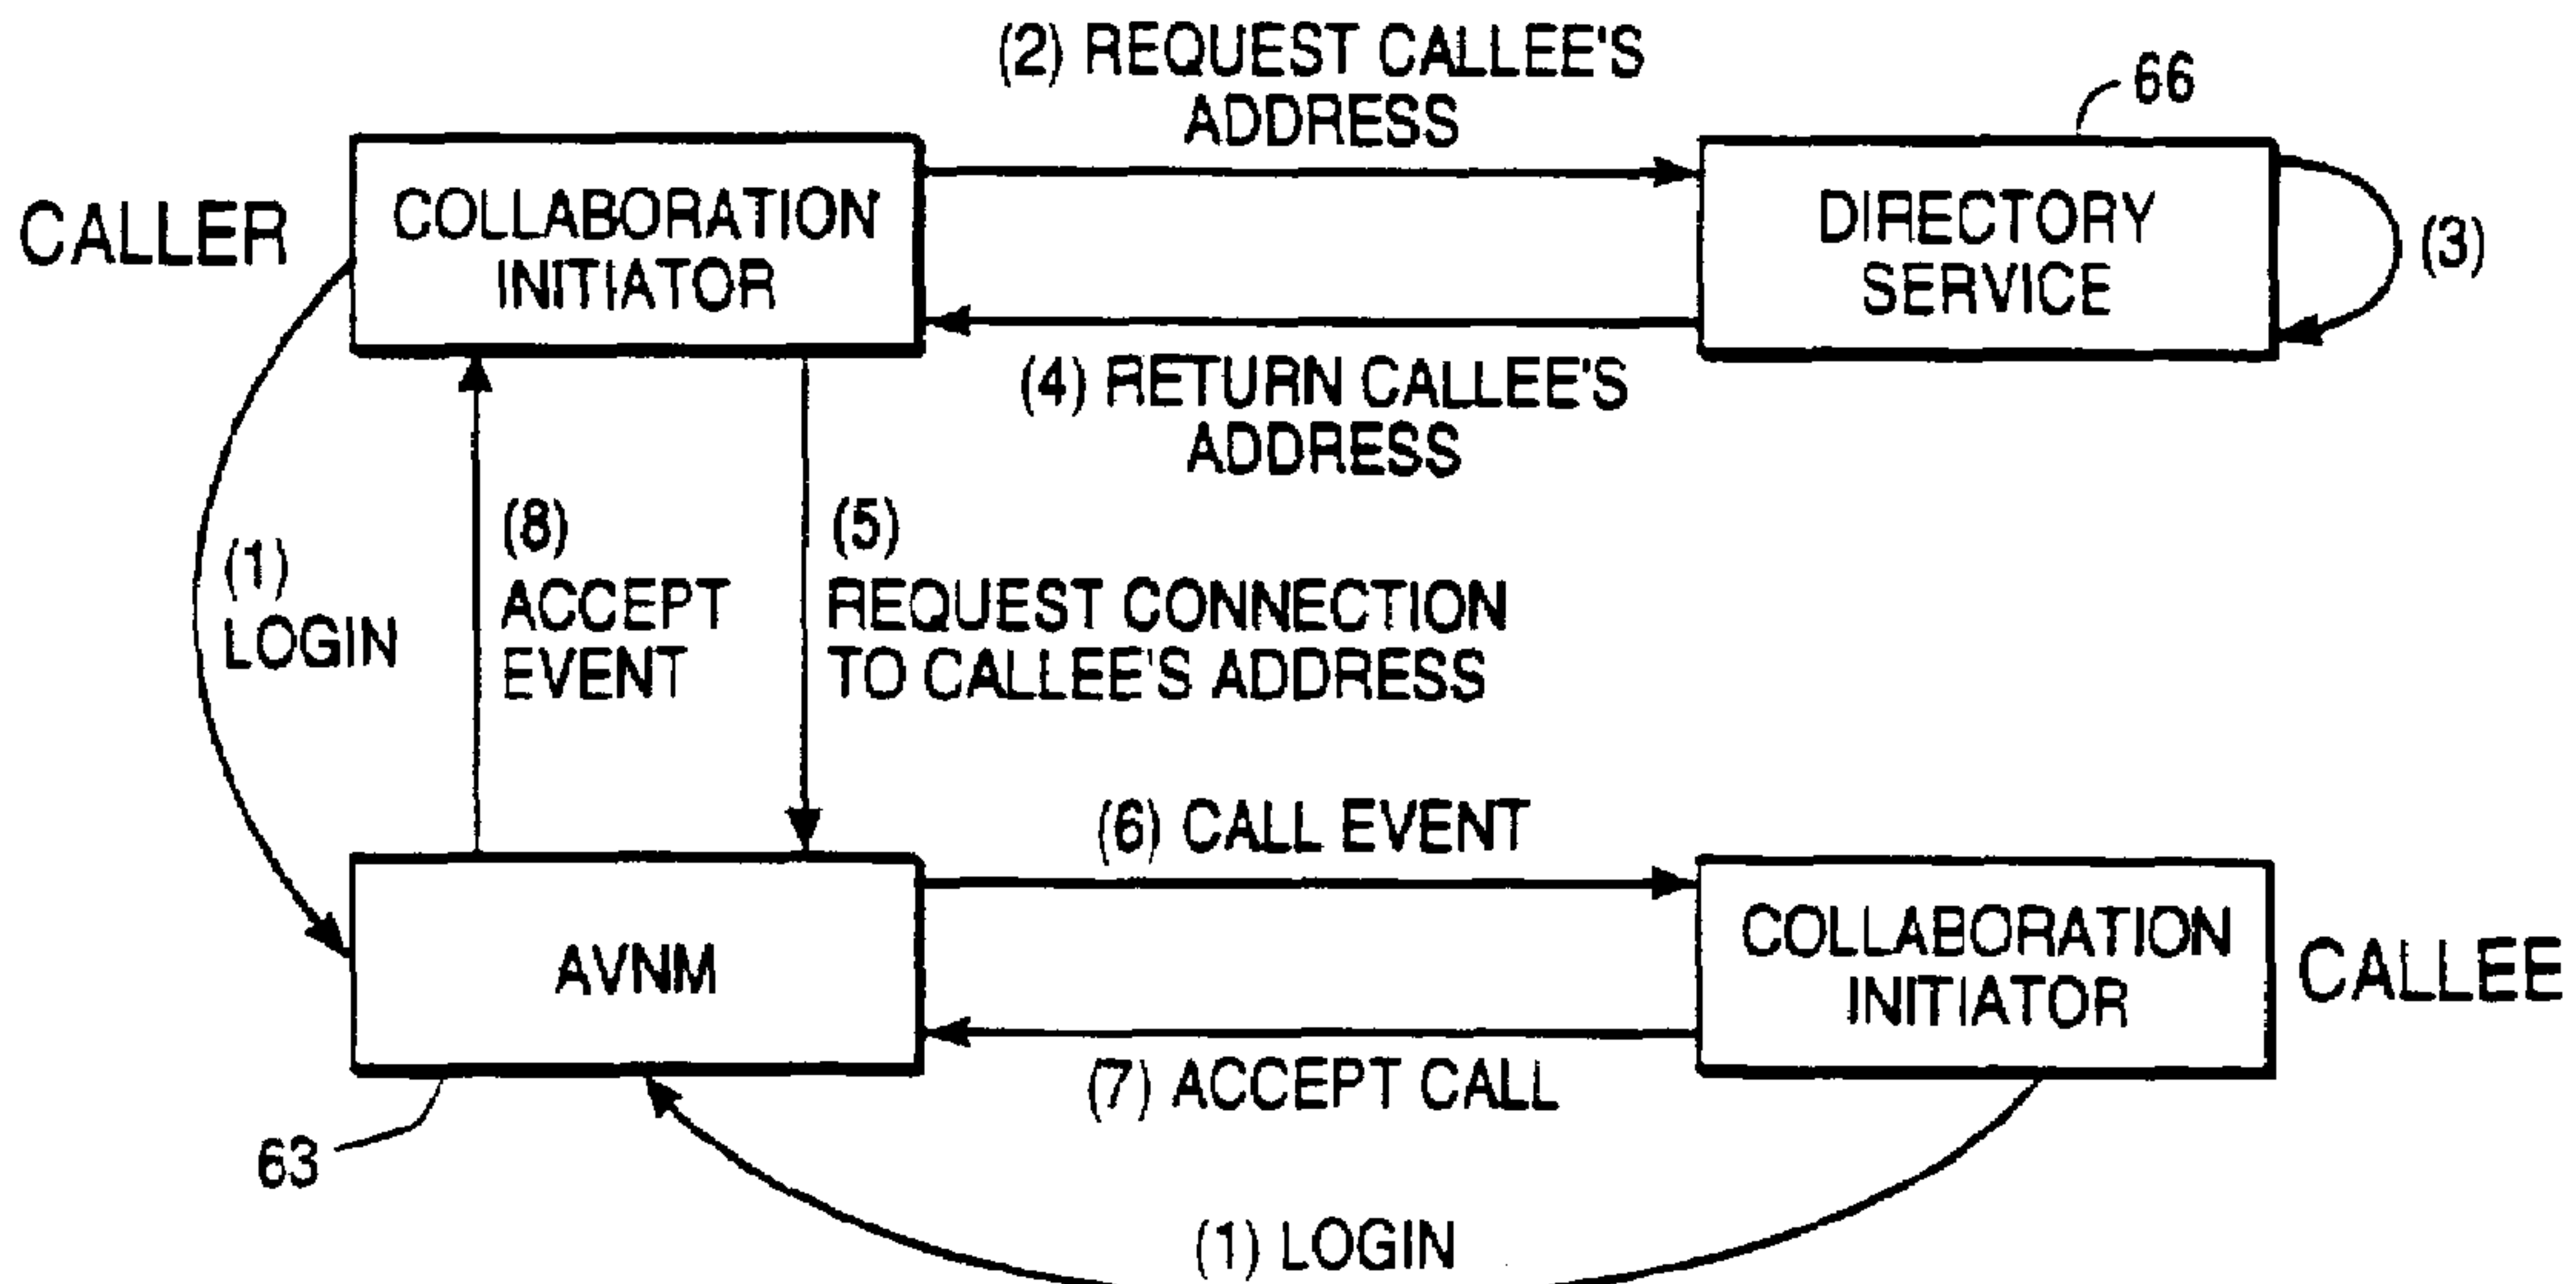 (2) REQUEST CALLEE'S
ADDRESS
66
CALLER
COLLABORATION
INITIATOR
DIRECTORY
SERVICE
(3)
(4) RETURN CALLEE'S
ADDRESS
(1)
LOGIN
(8)
ACCEPT
EVENT
(5)
REQUEST CONNECTION
TO CALLEE'S ADDRESS
(6) CALL EVENT
AVNM
COLLABORATION
INITIATOR
CALLEE
(7) ACCEPT CALL
63
(1) LOGIN